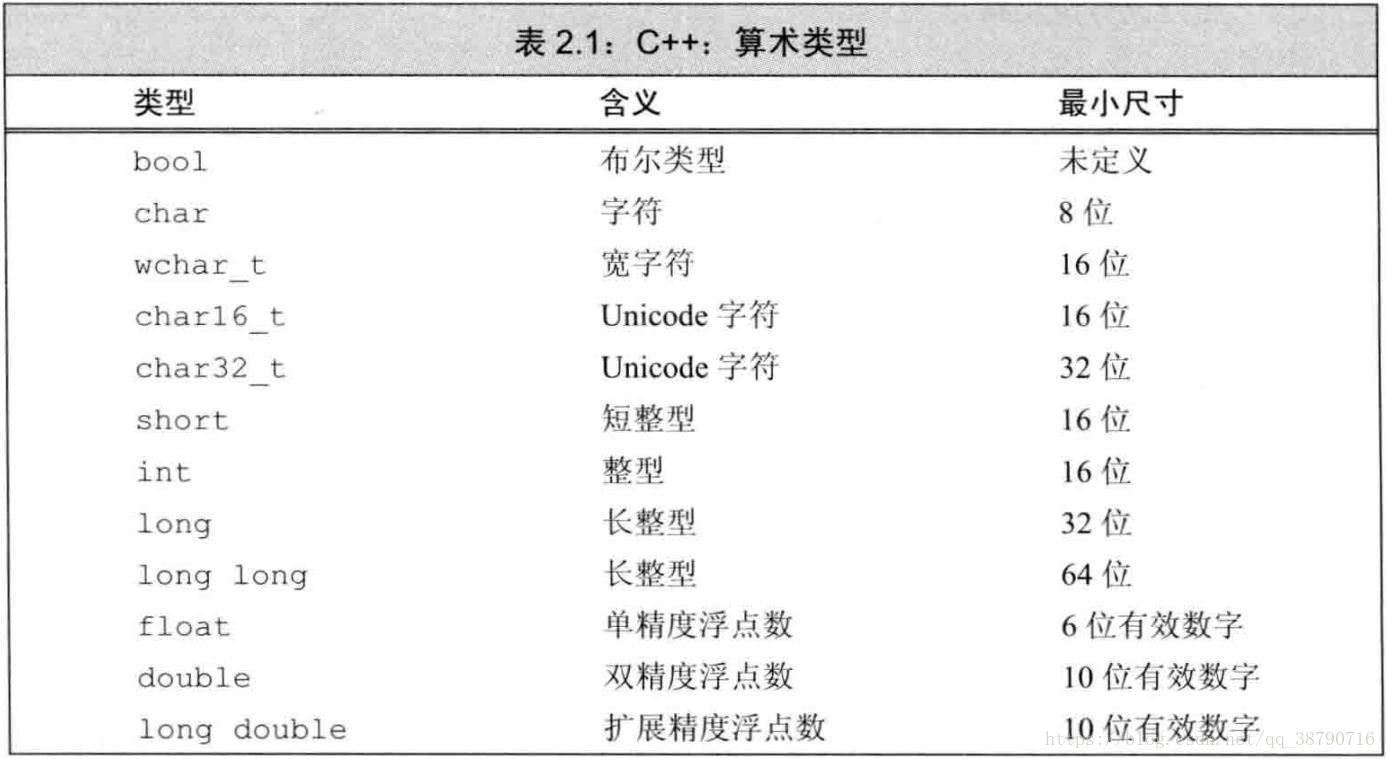 表 2.1：C++：算术类型
类型 含义 最小尺寸
bool 布尔类型 未定义
char 字符 8 位
wchar_t 宽字符 16 位
char16_t Unicode 字符 16 位
char32_t Unicode 字符 32 位
short 短整型 16 位
int 整型 16 位
long 长整型 32 位
long long 长整型 64 位
float 单精度浮点数 6 位有效数字
double 双精度浮点数 10 位有效数字
long double 扩展精度浮点数 10 位有效数字
https://blog.csdn.net/qq_38790716